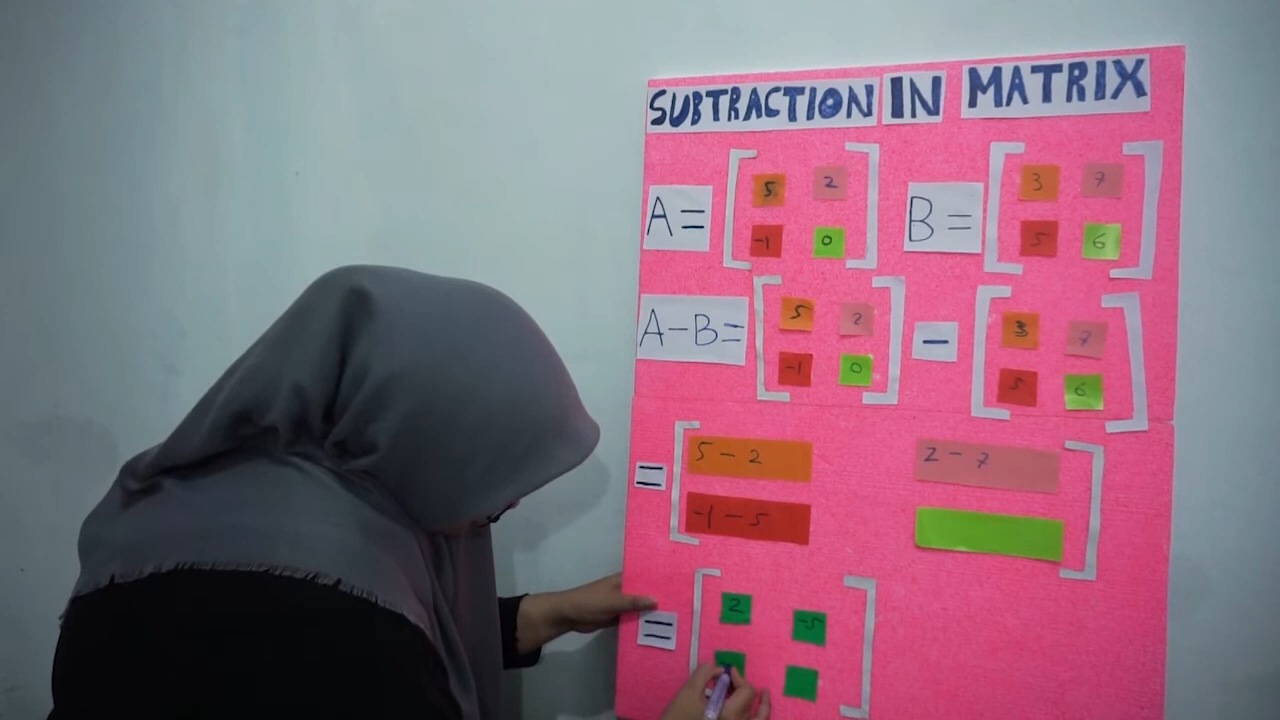 SUBTRACTION IN MATRIX
A = 5 2 B = 3 7
-1 0 5 6
A-B= 5 2 - 3 7
-1 0 5 6
= 5 - 2 2 - 7
-1 - 5
= 2 -5